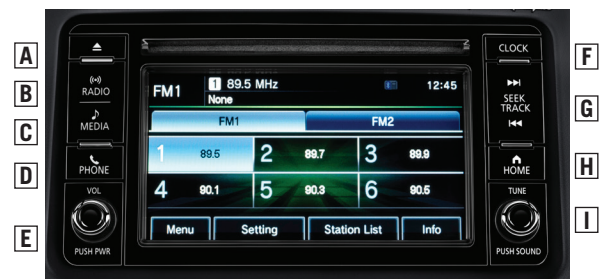 A
B
C
D
E
RADIO
MEDIA
PHONE
VOL
PUSH PWR
FM1
1 89.5 MHz
None
12:45
FM1 FM2
1 89.5 2 89.7 3 89.9
4 90.1 5 90.3 6 90.5
Menu Setting Station List Info
CLOCK
SEEK
TRACK
HOME
TUNE
PUSH SOUND
F
G
H
I